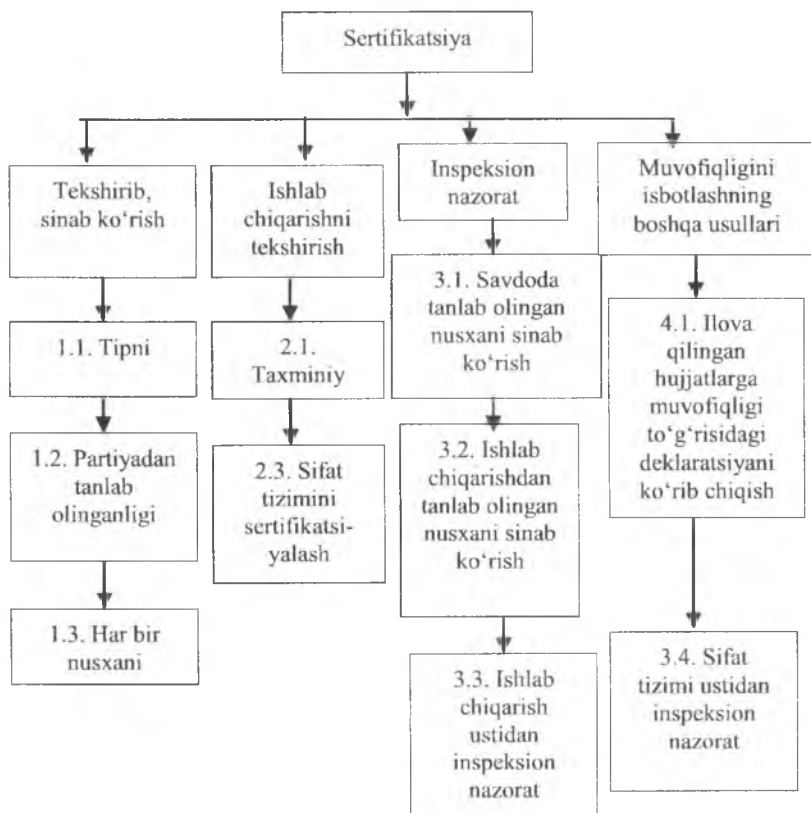 Sertifikatsiya
Tekshirib,
sinab ko‘rish
Ishlab
chiqarishni
tekshirish
Inspeksion
nazorat
Muvofiqligini
isbotlashning
boshqa usullari
1.1. Tipni
1.2. Partiyadan
tanlab
olinganligi
1.3. Har bir
nusxani
2.1.
Taxminiy
2.3. Sifat
tizimini
sertifikatsi-
yalash
3.1. Savdoda
tanlab olingan
nusxani sinab
ko‘rish
3.2. Ishlab
chiqarishdan
tanlab olingan
nusxani sinab
ko‘rish
3.3. Ishlab
chiqarish
ustidan
inspeksion
nazorat
4.1. Ilova
qilingan
hujjatlarga
muvofiqligi
to‘g‘risidagi
deklaratsiyani
ko‘rib chiqish
3.4. Sifat
tizimi ustidan
inspeksion
nazorat